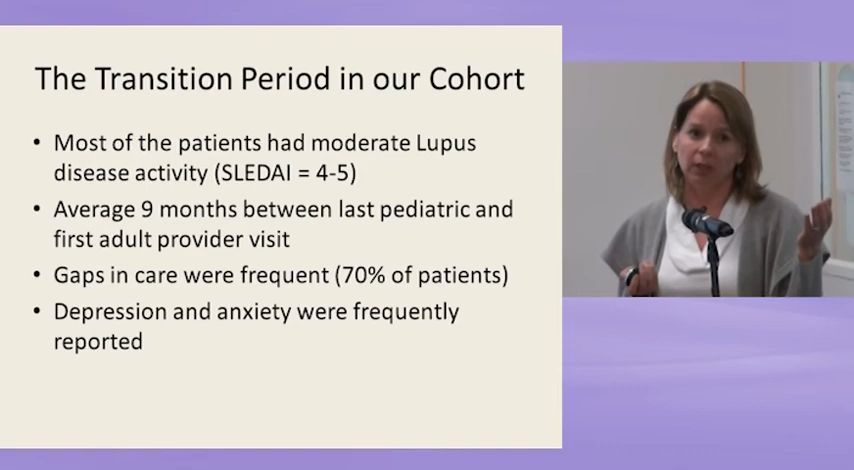 The Transition Period in our Cohort
• Most of the patients had moderate Lupus
disease activity (SLEDAI = 4-5)
• Average 9 months between last pediatric and
first adult provider visit
• Gaps in care were frequent (70% of patients)
• Depression and anxiety were frequently
reported